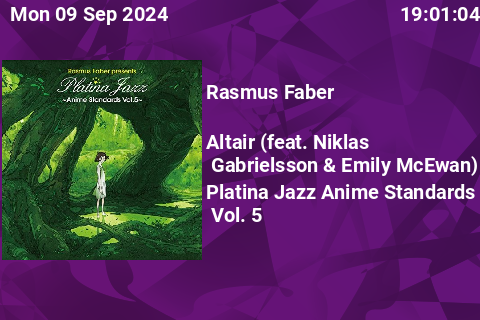 Mon 09 Sep 2024
19:01:04
Rasmus Faber presents
Platina Jazz
~Anime Standards Vol.5~
Rasmus Faber
Altair (feat. Niklas
Gabrielsson & Emily McEwan)
Platina Jazz Anime Standards
Vol. 5